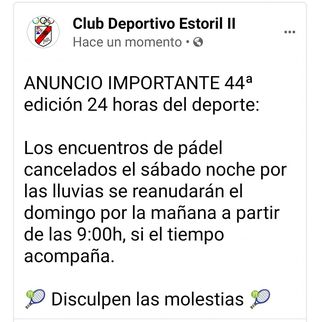 Club Deportivo Estoril II
Hace un momento •
ANUNCIO IMPORTANTE 44ª
edición 24 horas del deporte:
Los encuentros de pádel
cancelados el sábado noche por
las lluvias se reanudarán el
domingo por la mañana a partir
de las 9:00h, si el tiempo
acompaña.
🎾 Disculpen las molestias 🎾